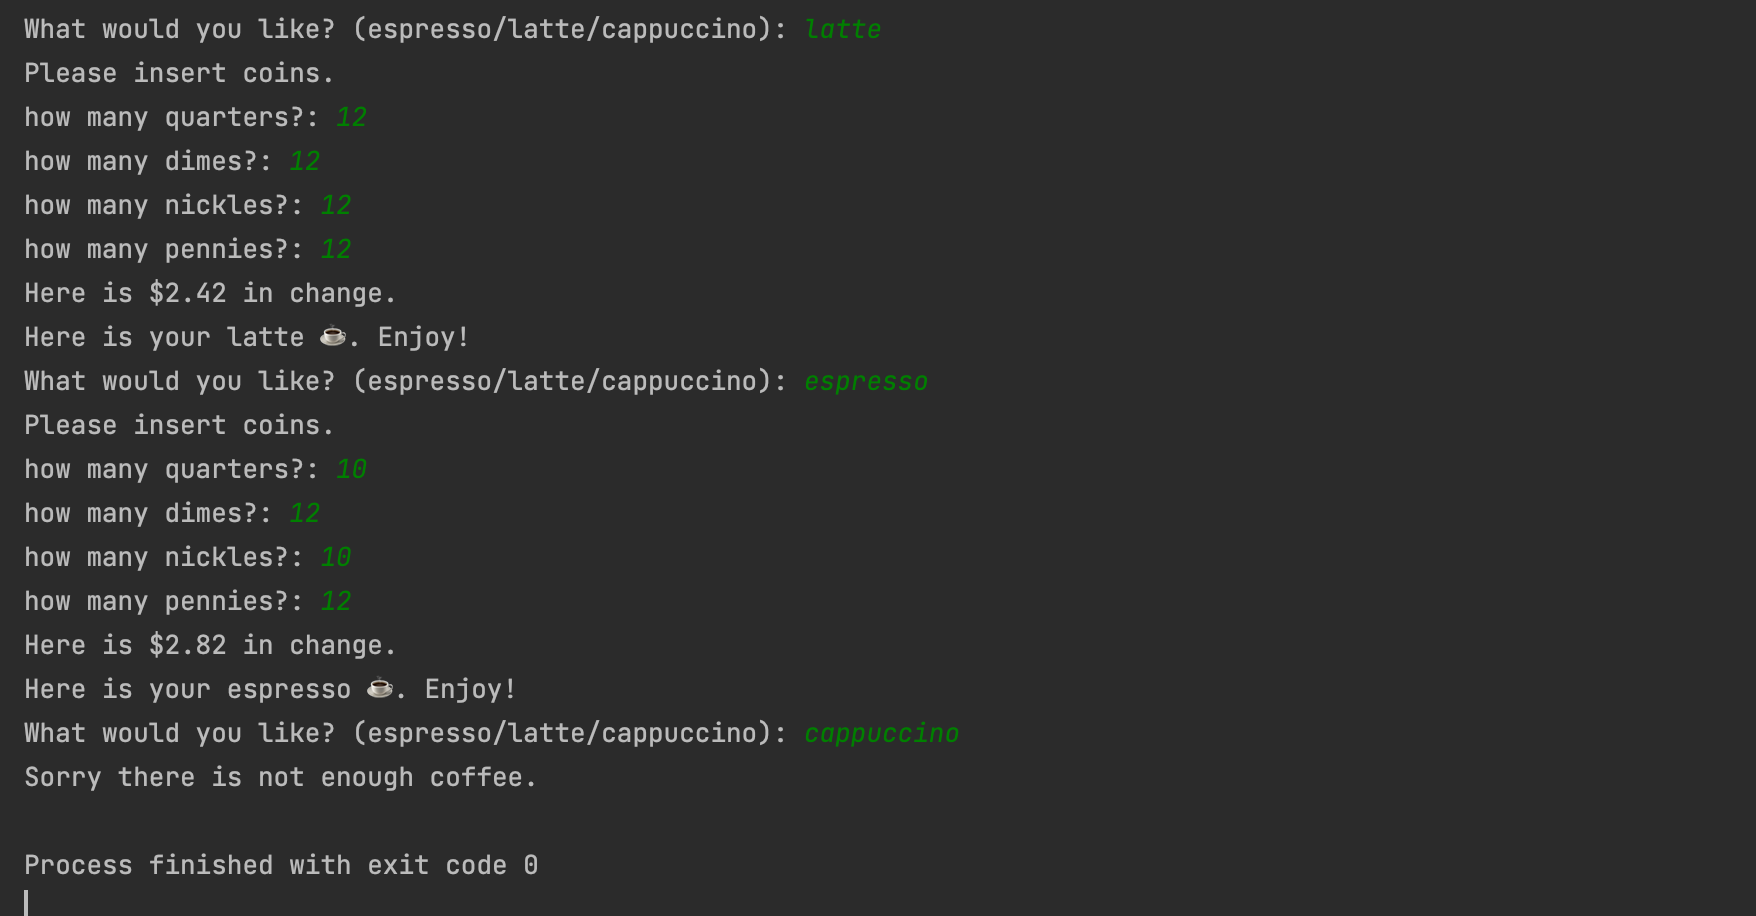 What would you like? (espresso/latte/cappuccino): latte
Please insert coins.
how many quarters?: 12
how many dimes?: 12
how many nickles?: 12
how many pennies?: 12
Here is $2.42 in change.
Here is your latte ☕. Enjoy!
What would you like? (espresso/latte/cappuccino): espresso
Please insert coins.
how many quarters?: 10
how many dimes?: 12
how many nickles?: 10
how many pennies?: 12
Here is $2.82 in change.
Here is your espresso ☕. Enjoy!
What would you like? (espresso/latte/cappuccino): cappuccino
Sorry there is not enough coffee.
Process finished with exit code 0